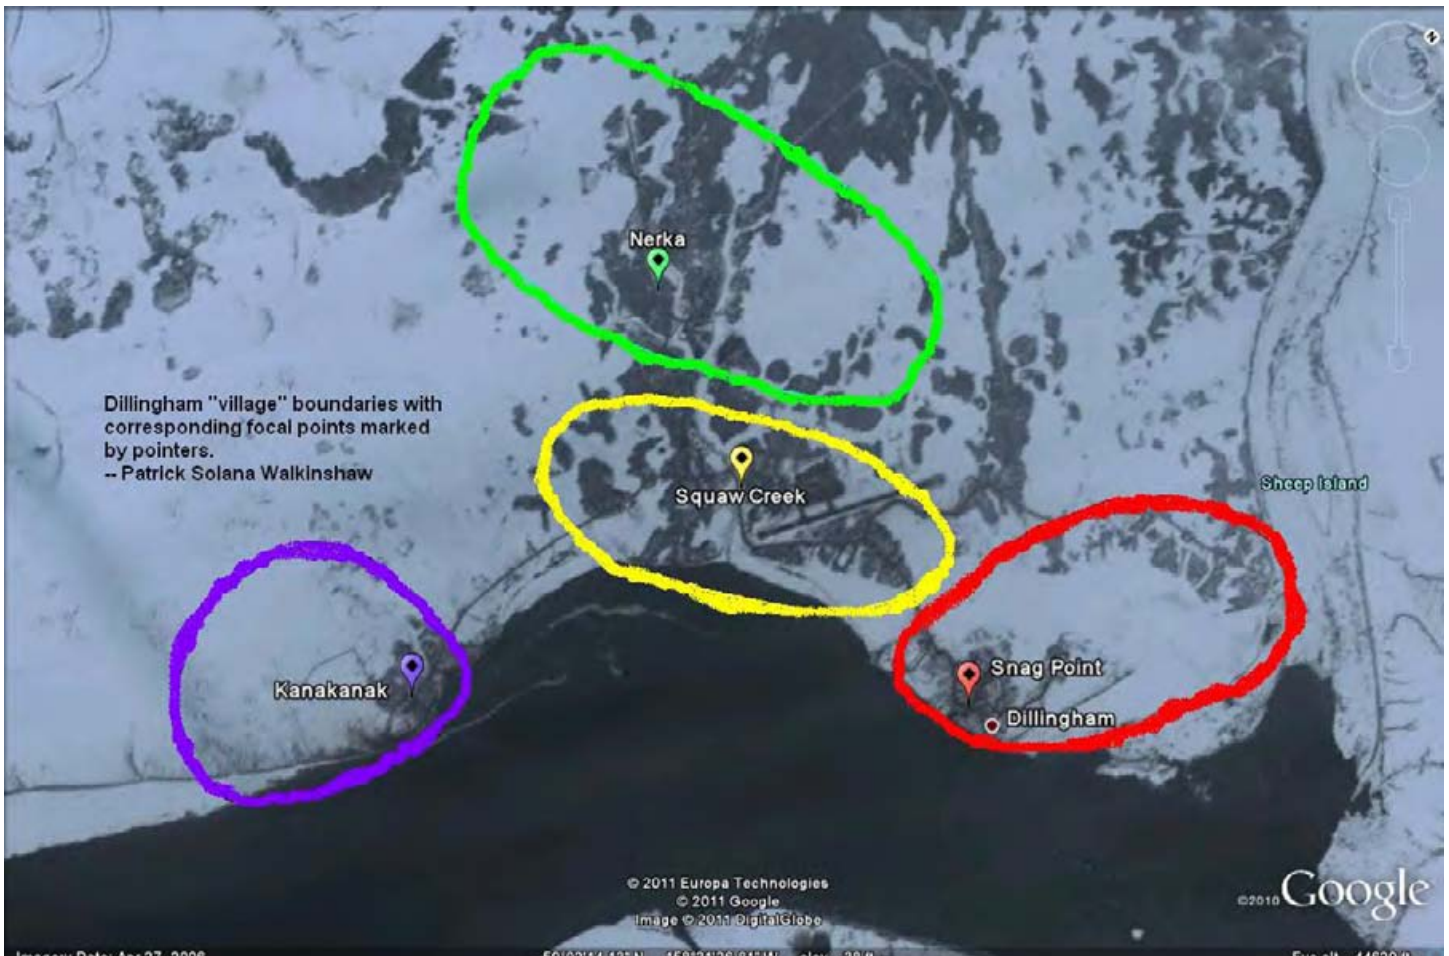 Nerka
Dillingham "village" boundaries with
corresponding focal points marked
by pointers.
-- Patrick Solana Walkinshaw
Squaw Creek
Sheep Island
Kanakanak
Snag Point
Dillingham
© 2011 Europa Technologies
© 2011 Google
Image © 2011 DigitalGlobe
©2010 Google